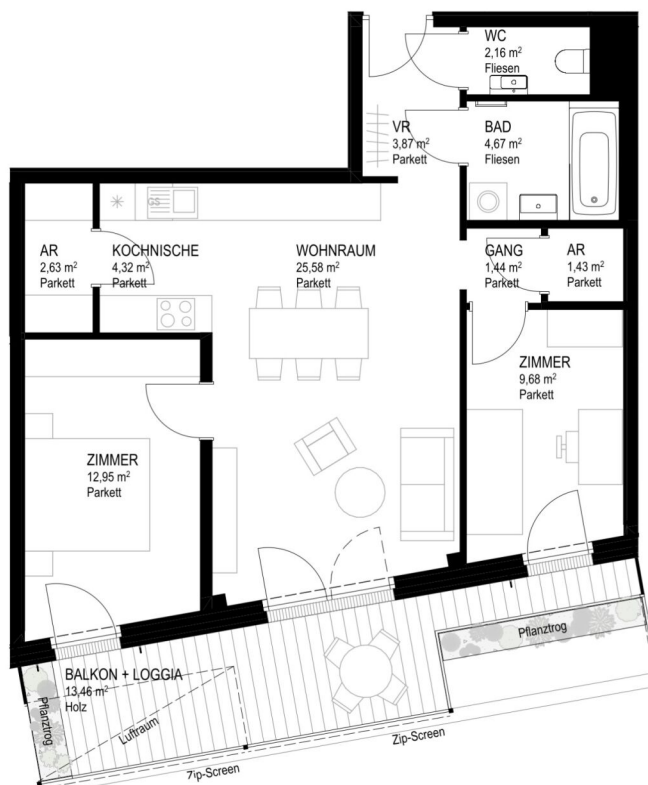 WC
2,16 m²
Fliesen
VR
3,87 m²
Parkett
BAD
4,67 m²
Fliesen
AR
2,63 m²
Parkett
KOCHNISCHE
4,32 m²
Parkett
WOHNRAUM
25,58 m²
Parkett
GANG
1,44 m²
Parkett
AR
1,43 m²
Parkett
ZIMMER
9,68 m²
Parkett
ZIMMER
12,95 m²
Parkett
Pflanztrog
BALKON + LOGGIA
13,46 m²
Holz
Pflanztrog
Luftraum
Zip-Screen
Zip-Screen